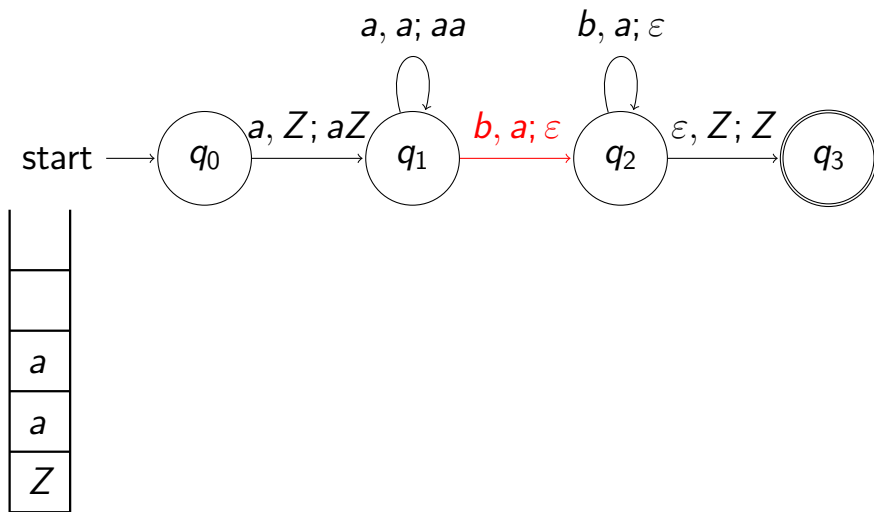 a, a; aa
b, a; ε
a, Z; aZ
b, a; ε
ε, Z; Z
start
q₀
q₁
q₂
q₃
a
a
Z